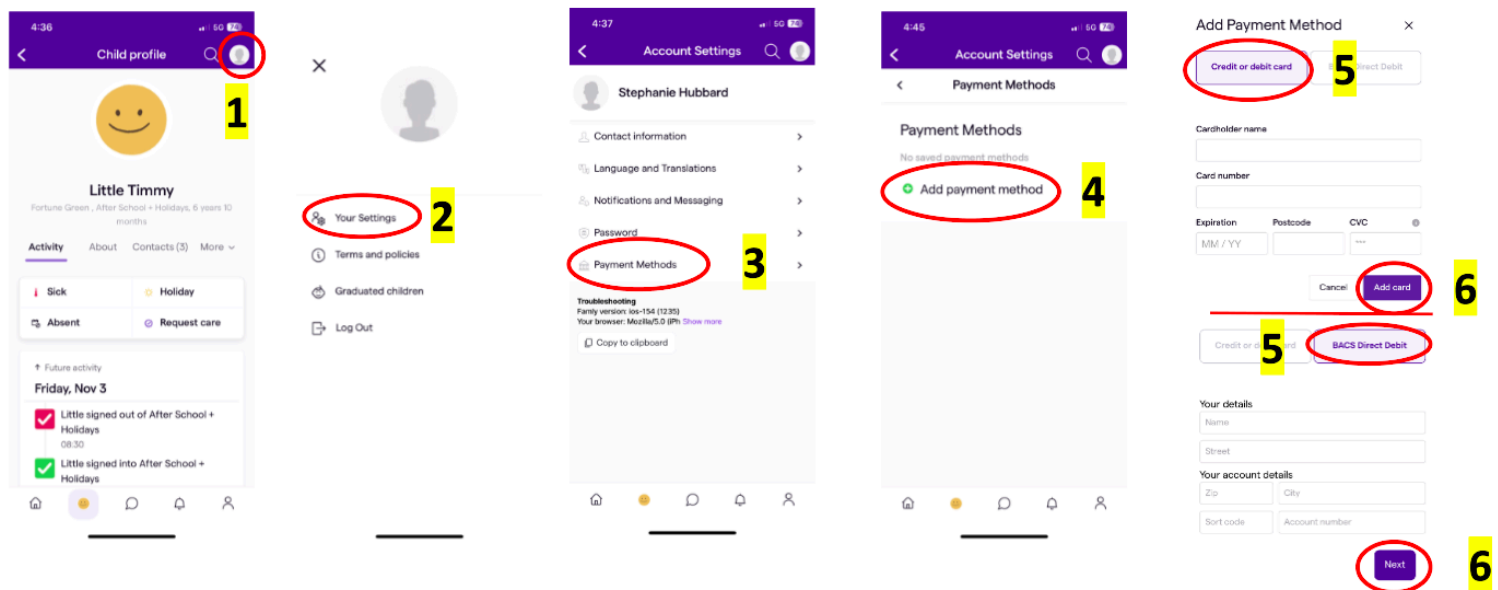 4:36
5G 74
Child profile
1
Little Timmy
Fortune Green , After School + Holidays, 6 years 10
months
Activity About Contacts (3) More
Sick Holiday
Absent Request care
Future activity
Friday, Nov 3
Little signed out of After School +
Holidays
08:30
Little signed into After School +
Holidays
Your Settings
2
Terms and policies
Graduated children
Log Out
4:37
5G 74
Account Settings
Stephanie Hubbard
Contact information
Language and Translations
Notifications and Messaging
Password
Payment Methods
3
Troubleshooting
Famly version: ios-154 (1235)
Your browser: Mozilla/5.0 (iPh Show more
Copy to clipboard
4:45
5G 74
Account Settings
Payment Methods
Payment Methods
No saved payment methods
Add payment method
4
Add Payment Method
Credit or debit card
5
Direct Debit
Cardholder name
Card number
Expiration Postcode CVC
MM / YY
Cancel Add card
6
Credit or
5
BACS Direct Debit
Your details
Name
Street
Your account details
Zip City
Sort code Account number
Next
6